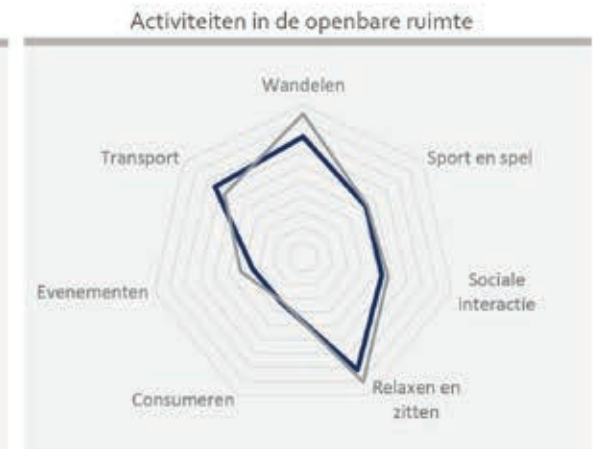 Activiteiten in de openbare ruimte
Wandelen
Transport
Sport en spel
Evenementen
Sociale
interactie
Consumeren
Relaxen en
zitten